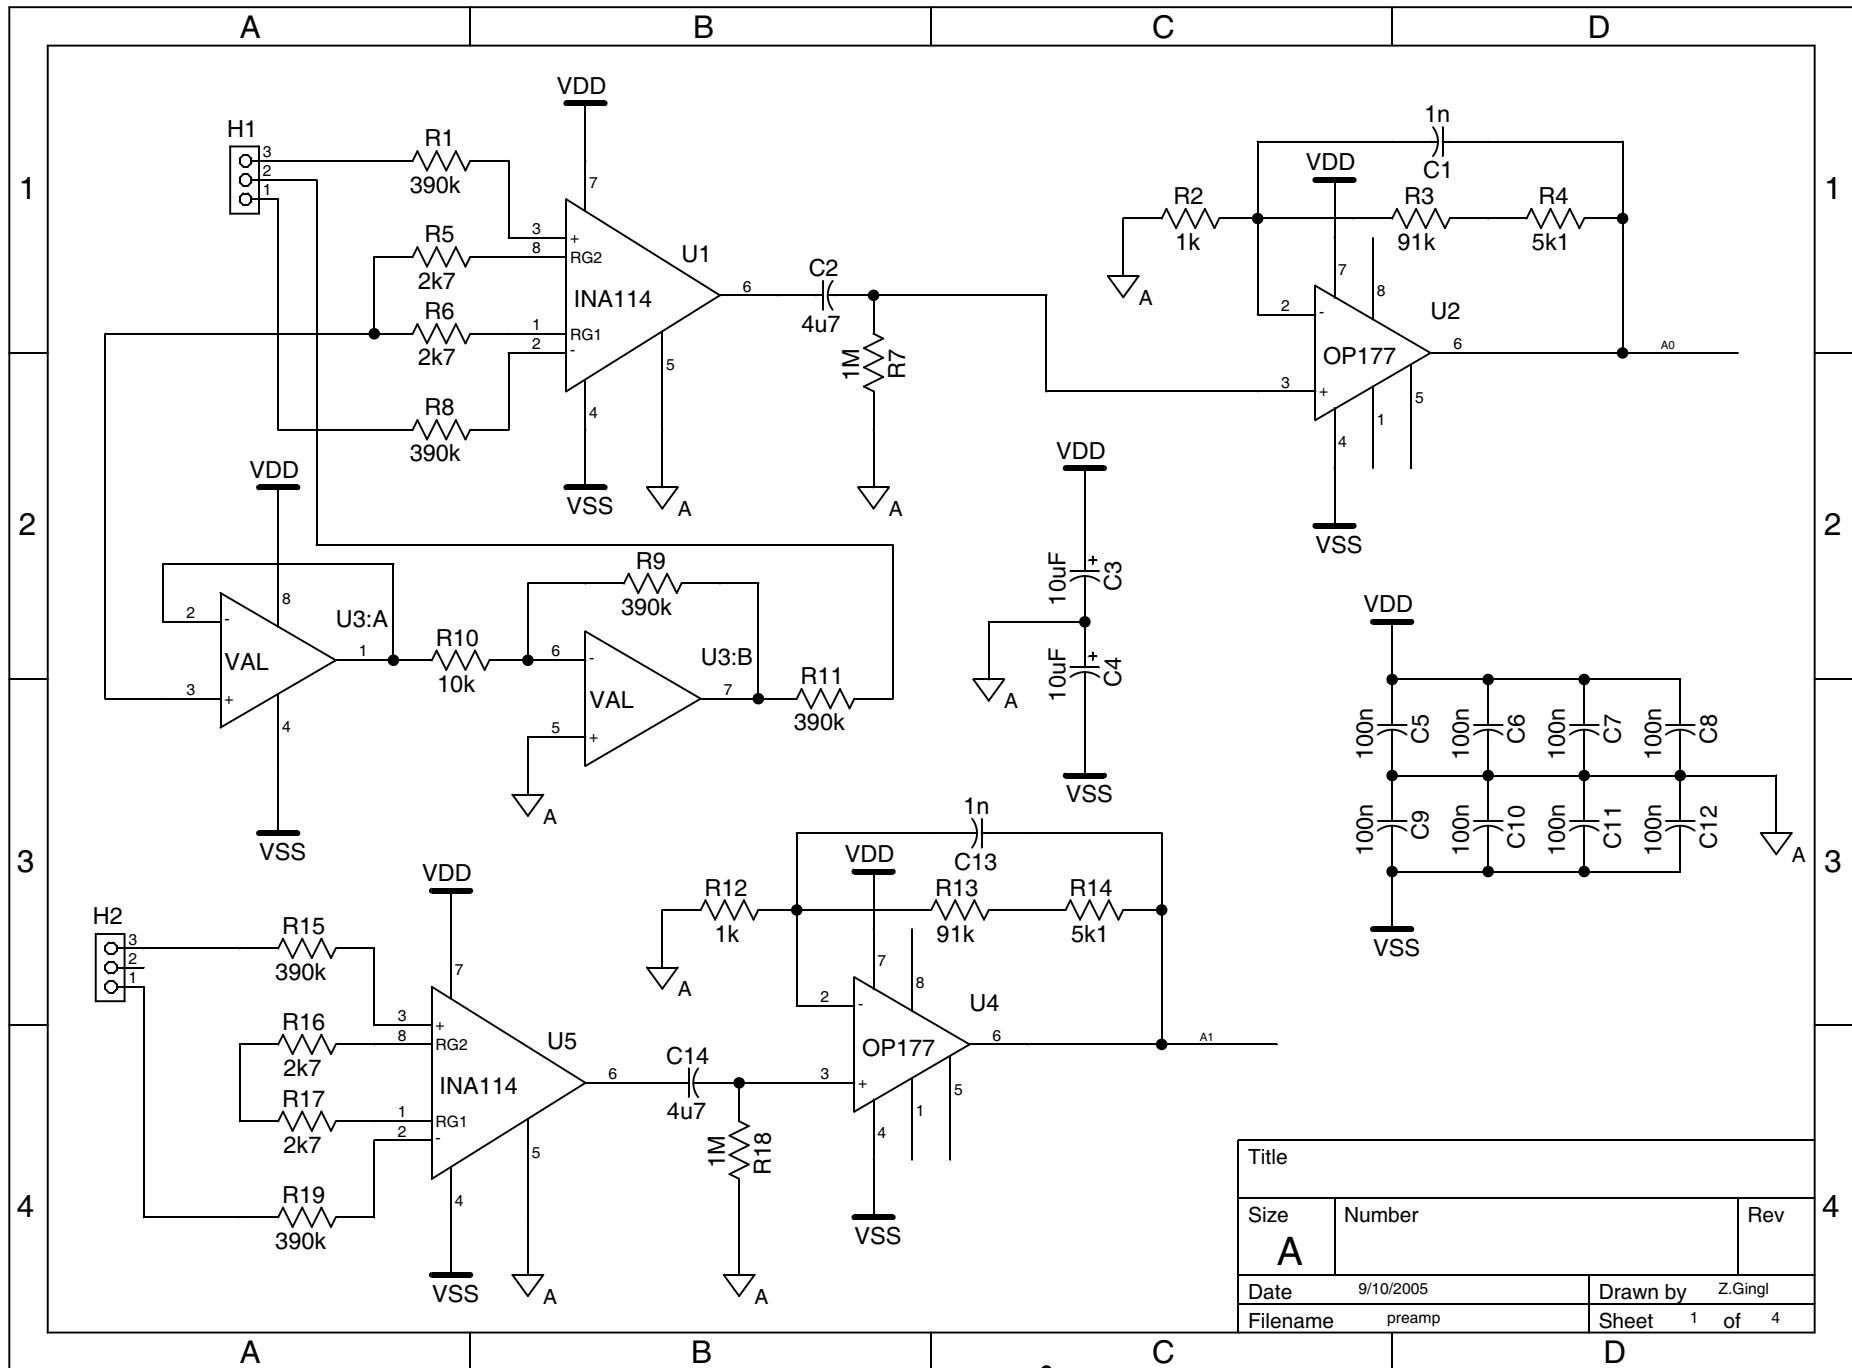 A B C D
1 1
2 2
3 3
4 4
VDD
H1
3
2
1
R1
390k
R5
2k7
R6
2k7
R8
390k
7
3 +
8 RG2
1 RG1
2 -
INA114
U1
6
5
4
VSS
A
C2
4u7
1M
R7
A
1n
C1
VDD
R2
1k
R3
91k
R4
5k1
A
7
8
2 -
3 +
OP177
U2
6
A0
5
1
4
VSS
VDD
10uF
+
C3
10uF
+
C4
A
VSS
VDD
8
2 -
3 +
VAL
U3:A
1
4
VSS
R10
10k
R9
390k
6 -
5 +
VAL
U3:B
7
R11
390k
A
VDD
100n C5 100n C6 100n C7 100n C8
100n C9 100n C10 100n C11 100n C12
A
VSS
H2
3
2
1
R15
390k
R16
2k7
R17
2k7
R19
390k
VDD
7
3 +
8 RG2
1 RG1
2 -
INA114
U5
6
5
4
VSS
A
C14
4u7
1M
R18
A
1n
C13
VDD
R12
1k
R13
91k
R14
5k1
A
7
8
2 -
3 +
OP177
U4
6
A1
5
1
4
VSS
Title
Size Number Rev
A
Date 9/10/2005 Drawn by Z.Gingl
Filename preamp Sheet 1 of 4
A B C D